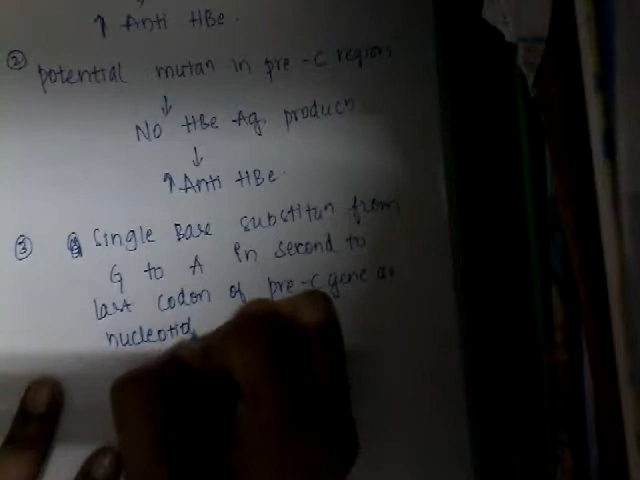 ↑ Anti HBe.
② potential mutan in pre-C region
↓
No HBe-Ag productn
↓
↑ Anti HBe.
③ Single Base substitun from
G to A in second to
last codon of pre-C gene at
nucleotid